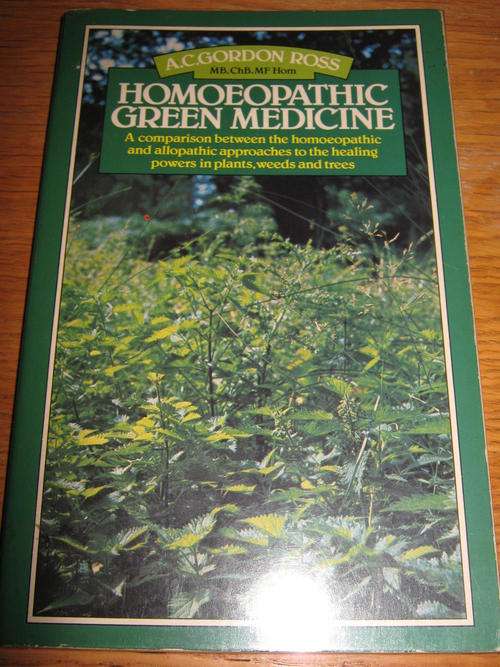 A.C.GORDON ROSS
MB.ChB.MF Hom
HOMOEOPATHIC
GREEN MEDICINE
A comparison between the homoeopathic
and allopathic approaches to the healing
powers in plants, weeds and trees